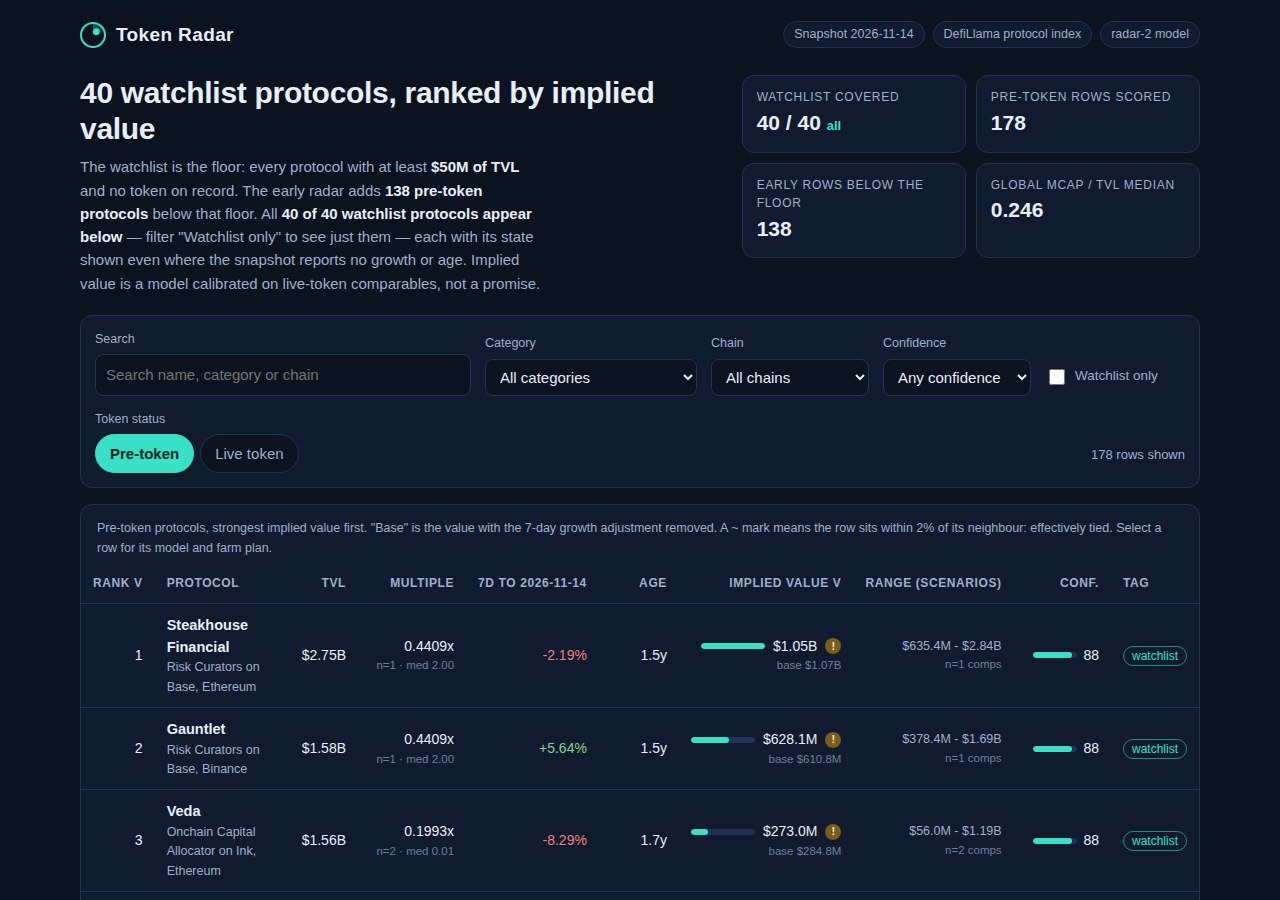 Token Radar
Snapshot 2026-11-14
DefiLlama protocol index
radar-2 model
40 watchlist protocols, ranked by implied
value
The watchlist is the floor: every protocol with at least $50M of TVL
and no token on record. The early radar adds 138 pre-token
protocols below that floor. All 40 of 40 watchlist protocols appear
below — filter "Watchlist only" to see just them — each with its state
shown even where the snapshot reports no growth or age. Implied
value is a model calibrated on live-token comparables, not a promise.
WATCHLIST COVERED
40 / 40 all
PRE-TOKEN ROWS SCORED
178
EARLY ROWS BELOW THE
FLOOR
138
GLOBAL MCAP / TVL MEDIAN
0.246
Search
Search name, category or chain
Category
All categories
Chain
All chains
Confidence
Any confidence
Watchlist only
Token status
Pre-token
Live token
178 rows shown
Pre-token protocols, strongest implied value first. "Base" is the value with the 7-day growth adjustment removed. A ~ mark means the row sits within 2% of its neighbour: effectively tied. Select a
row for its model and farm plan.
RANK V PROTOCOL TVL MULTIPLE 7D TO 2026-11-14 AGE IMPLIED VALUE V RANGE (SCENARIOS) CONF. TAG
Steakhouse
Financial
Risk Curators on
Base, Ethereum
1 $2.75B 0.4409x -2.19% 1.5y $1.05B ! $635.4M - $2.84B 88 watchlist
n=1 · med 2.00 base $1.07B n=1 comps
Gauntlet
Risk Curators on
Base, Binance
2 $1.58B 0.4409x +5.64% 1.5y $628.1M ! $378.4M - $1.69B 88 watchlist
n=1 · med 2.00 base $610.8M n=1 comps
Veda
Onchain Capital
Allocator on Ink,
Ethereum
3 $1.56B 0.1993x -8.29% 1.7y $273.0M ! $56.0M - $1.19B 88 watchlist
n=2 · med 0.01 base $284.8M n=2 comps